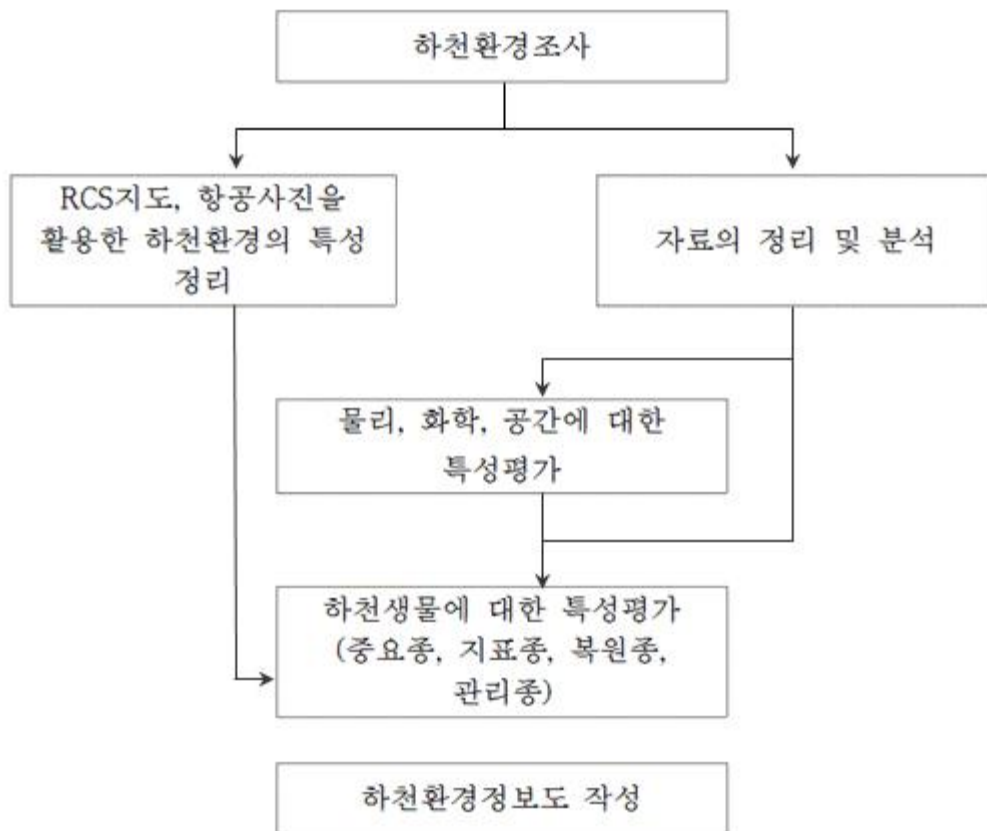 하천환경조사
RCS지도, 항공사진을
활용한 하천환경의 특성
정리
자료의 정리 및 분석
물리, 화학, 공간에 대한
특성평가
하천생물에 대한 특성평가
(중요종, 지표종, 복원종,
관리종)
하천환경정보도 작성